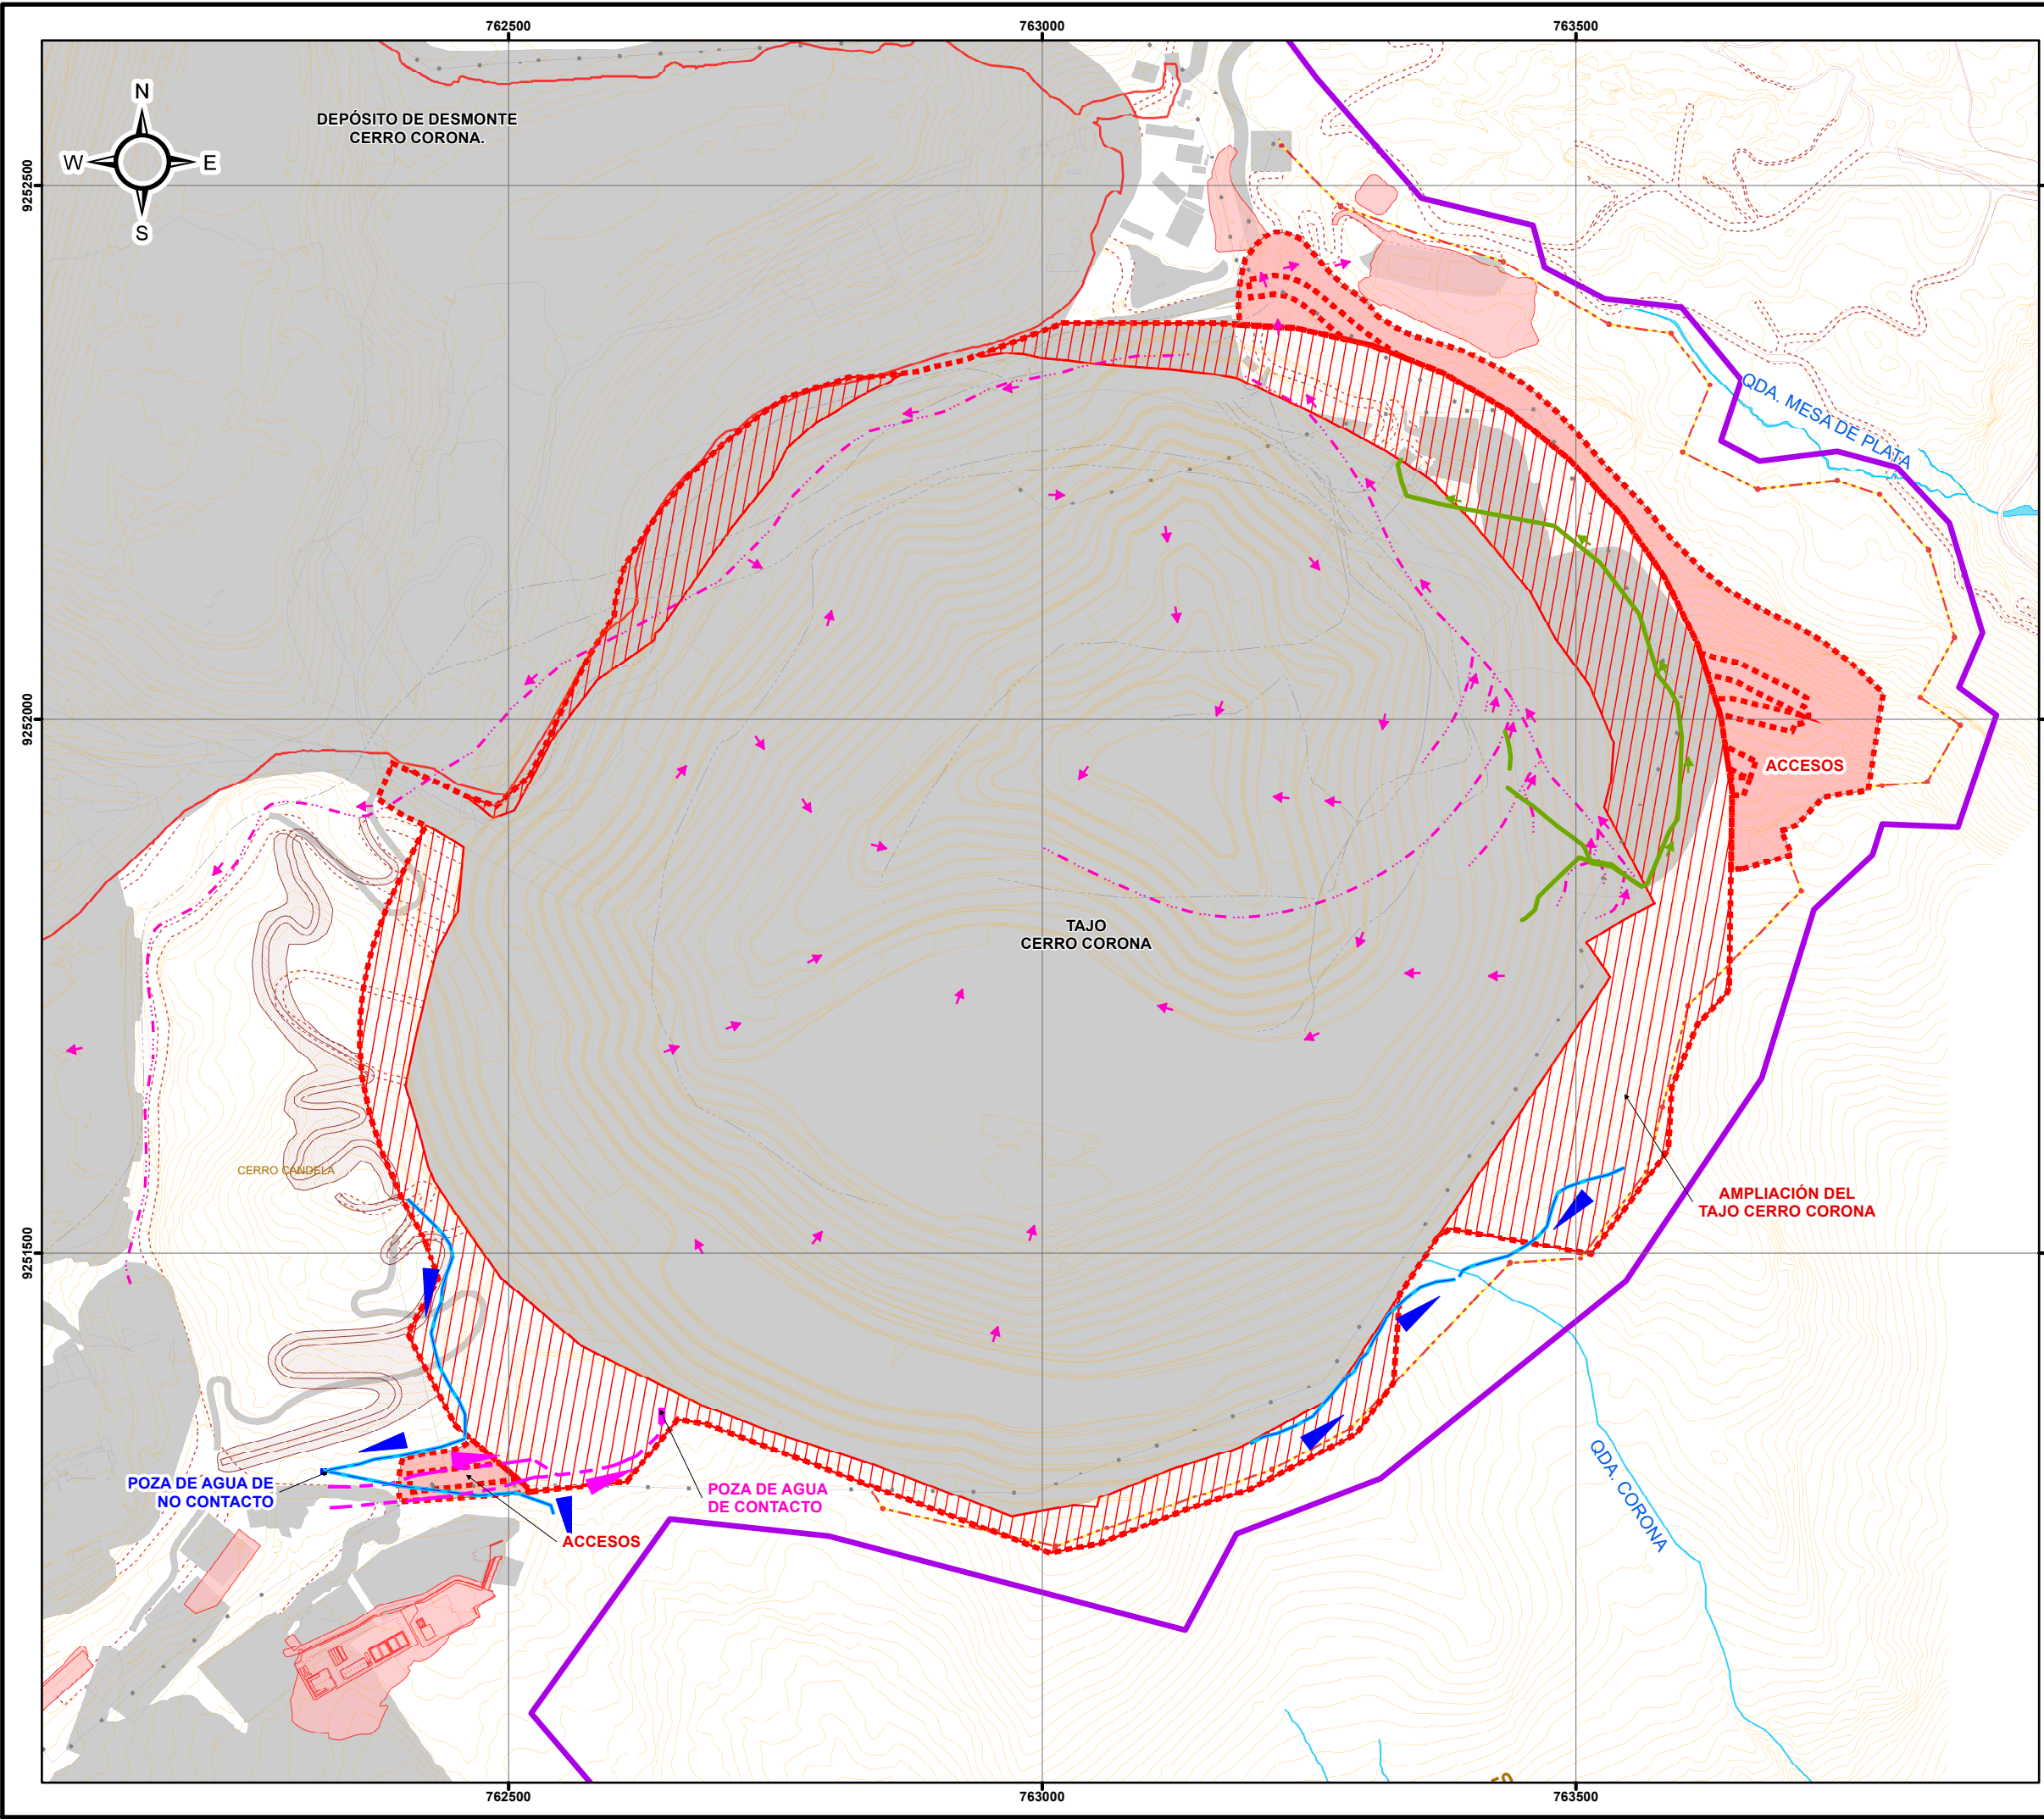 762500
763000
763500
N
W
E
S
DEPÓSITO DE DESMONTE
CERRO CORONA.
9252500
QDA. MESA DE PLATA
9252000
ACCESOS
TAJO
CERRO CORONA
CERRO CANDELA
AMPLIACIÓN DEL
TAJO CERRO CORONA
9251500
POZA DE AGUA DE
NO CONTACTO
POZA DE AGUA
DE CONTACTO
ACCESOS
QDA. CORONA
762500
763000
763500